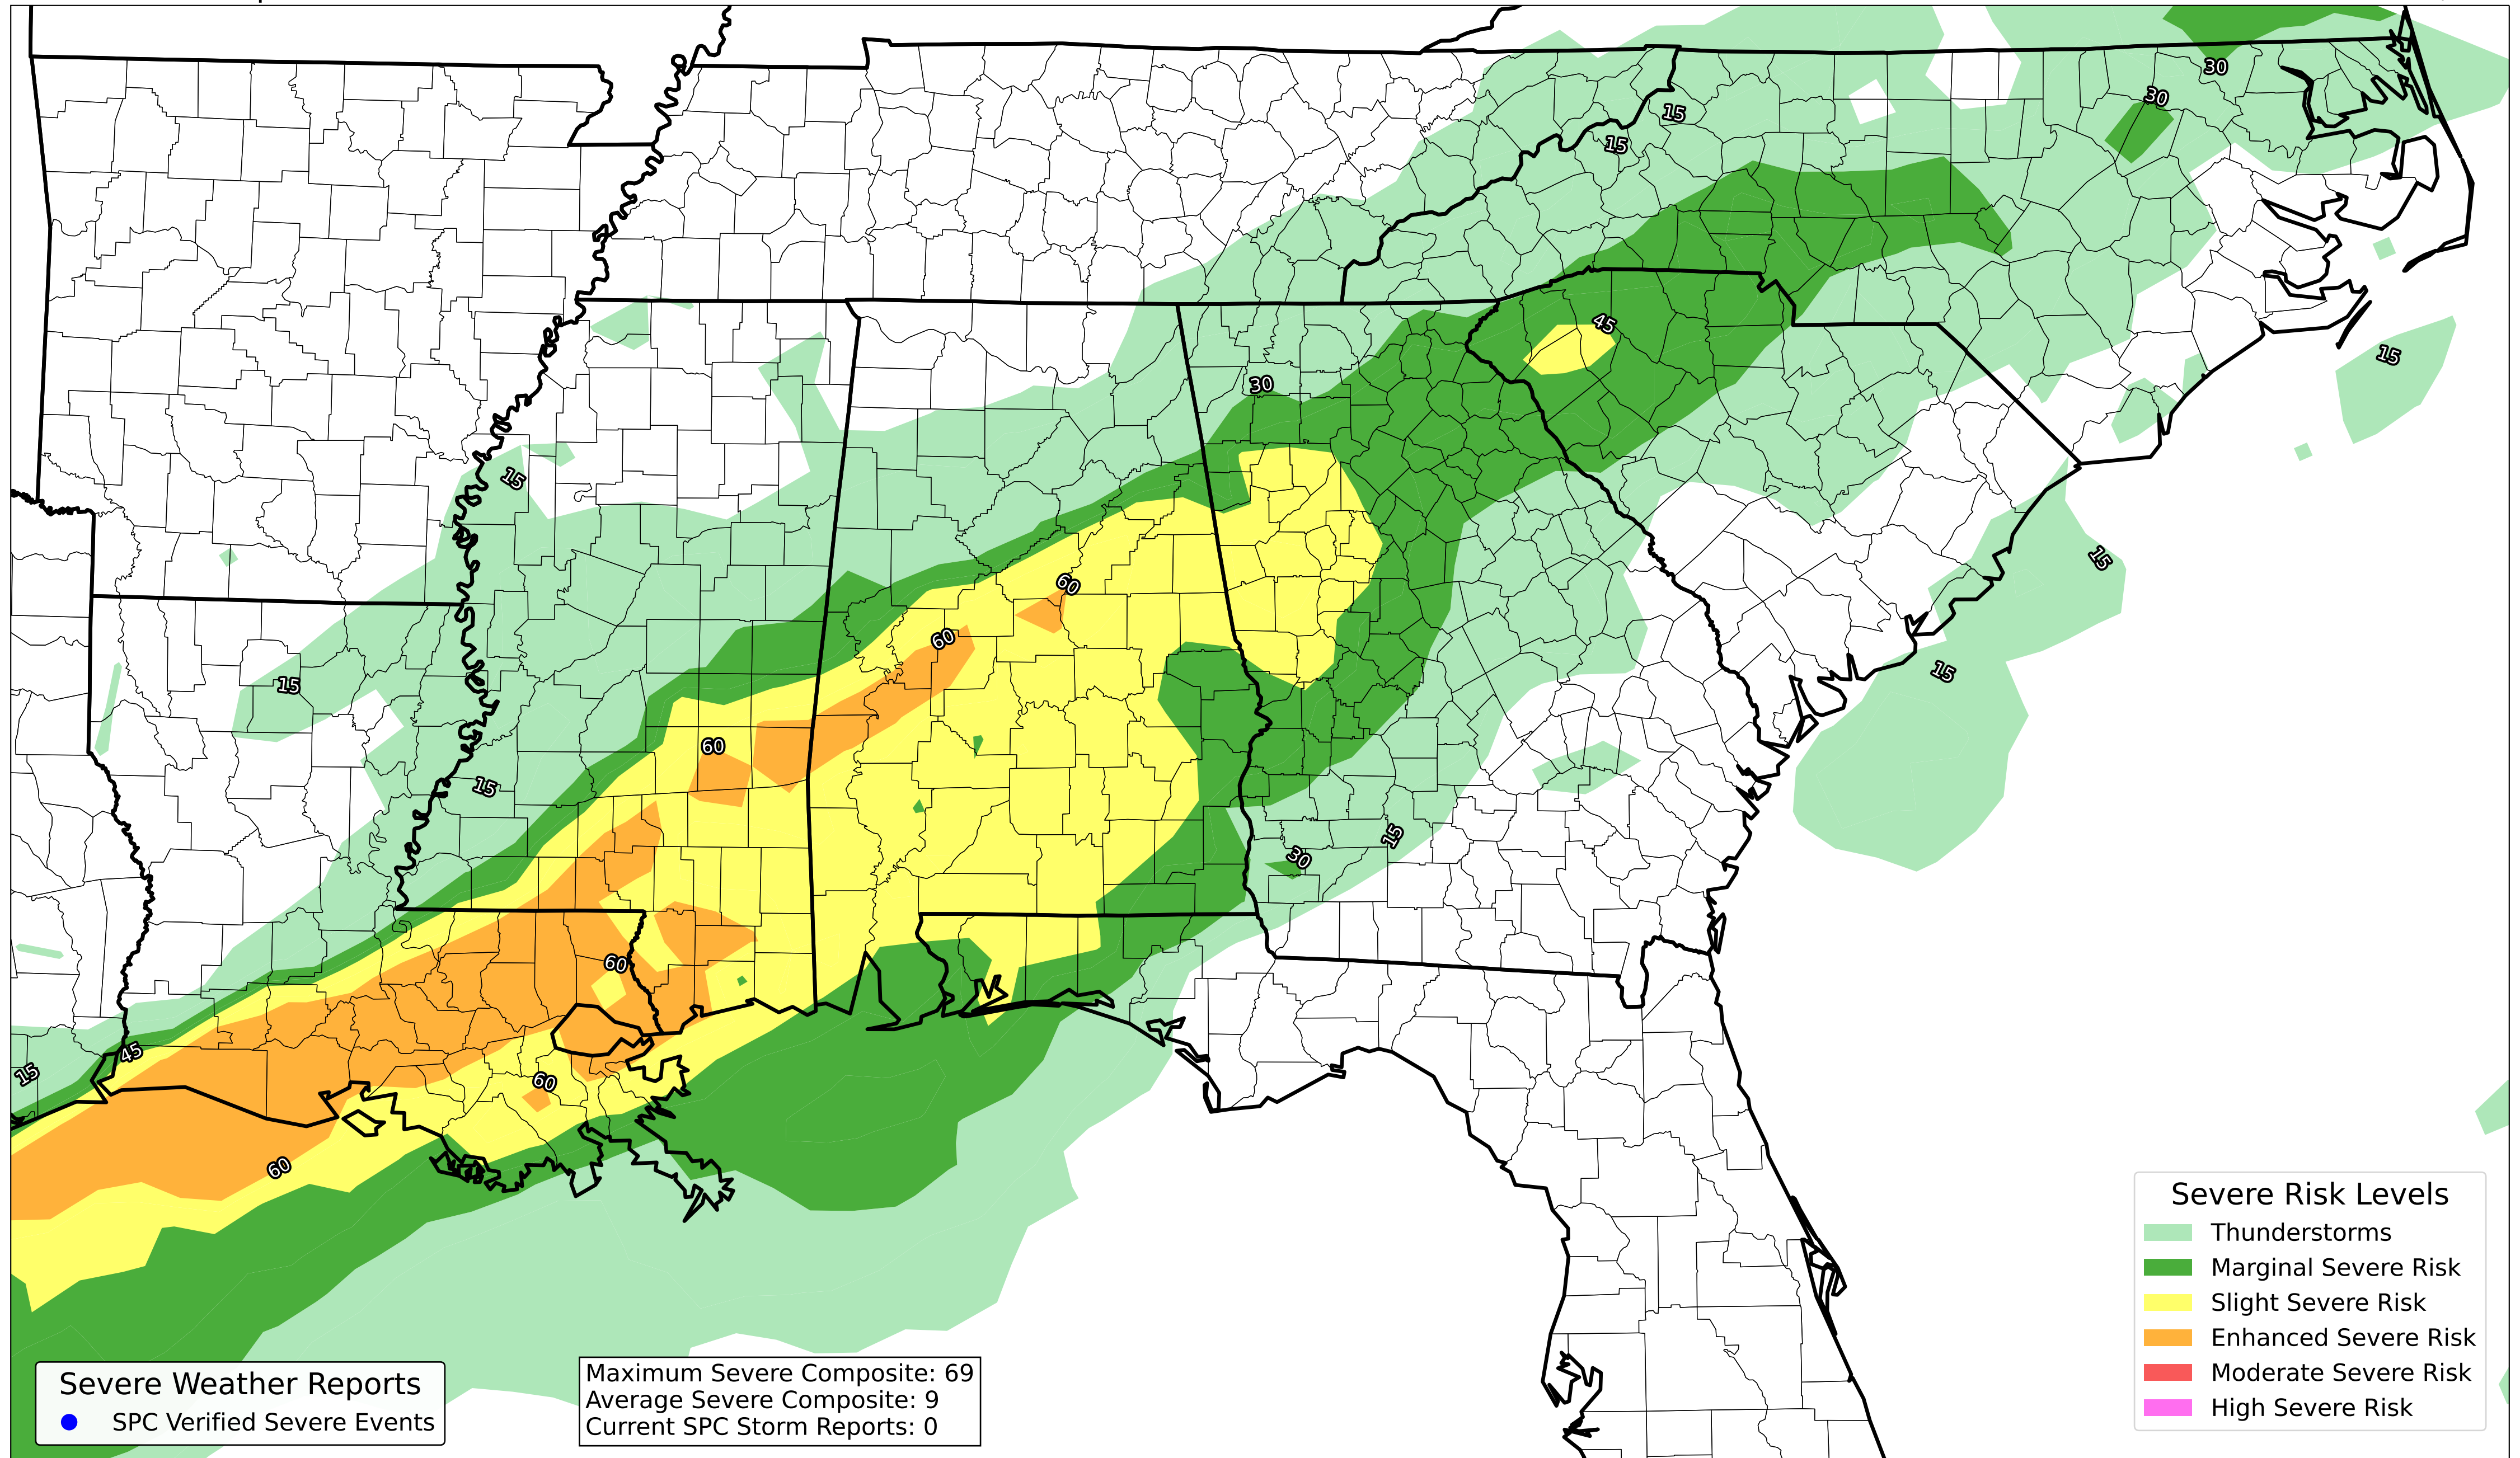 30
30
15
15
45
15
30
15
15
60
60
15
15
60
15
15
30
60
45
15
60
60
Severe Risk Levels
Thunderstorms
Marginal Severe Risk
Slight Severe Risk
Enhanced Severe Risk
Moderate Severe Risk
High Severe Risk
Severe Weather Reports
SPC Verified Severe Events
Maximum Severe Composite: 69
Average Severe Composite: 9
Current SPC Storm Reports: 0